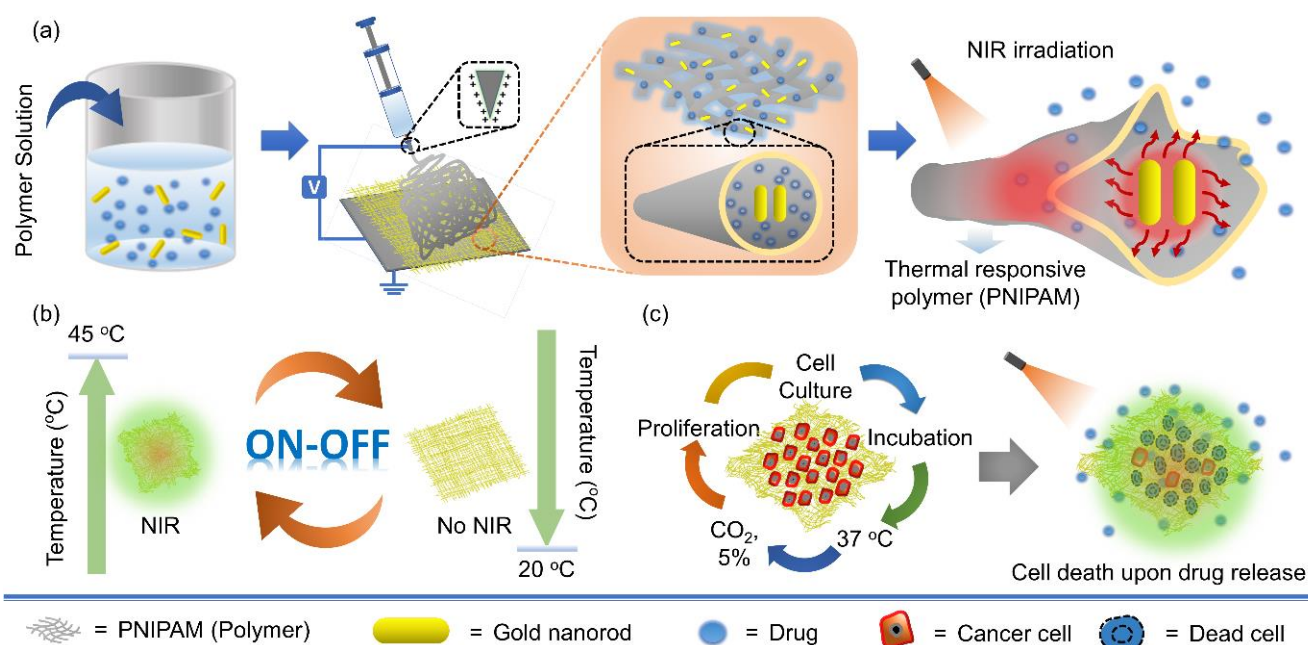 (a)
Polymer Solution
V
NIR irradiation
Thermal responsive
polymer (PNIPAM)
(b)
45 °C
Temperature (°C)
NIR
ON-OFF
No NIR
Temperature (°C)
20 °C
(c)
Cell
Culture
Incubation
37 °C
CO₂,
5%
Proliferation
Cell death upon drug release
= PNIPAM (Polymer)
= Gold nanorod
= Drug
= Cancer cell
= Dead cell